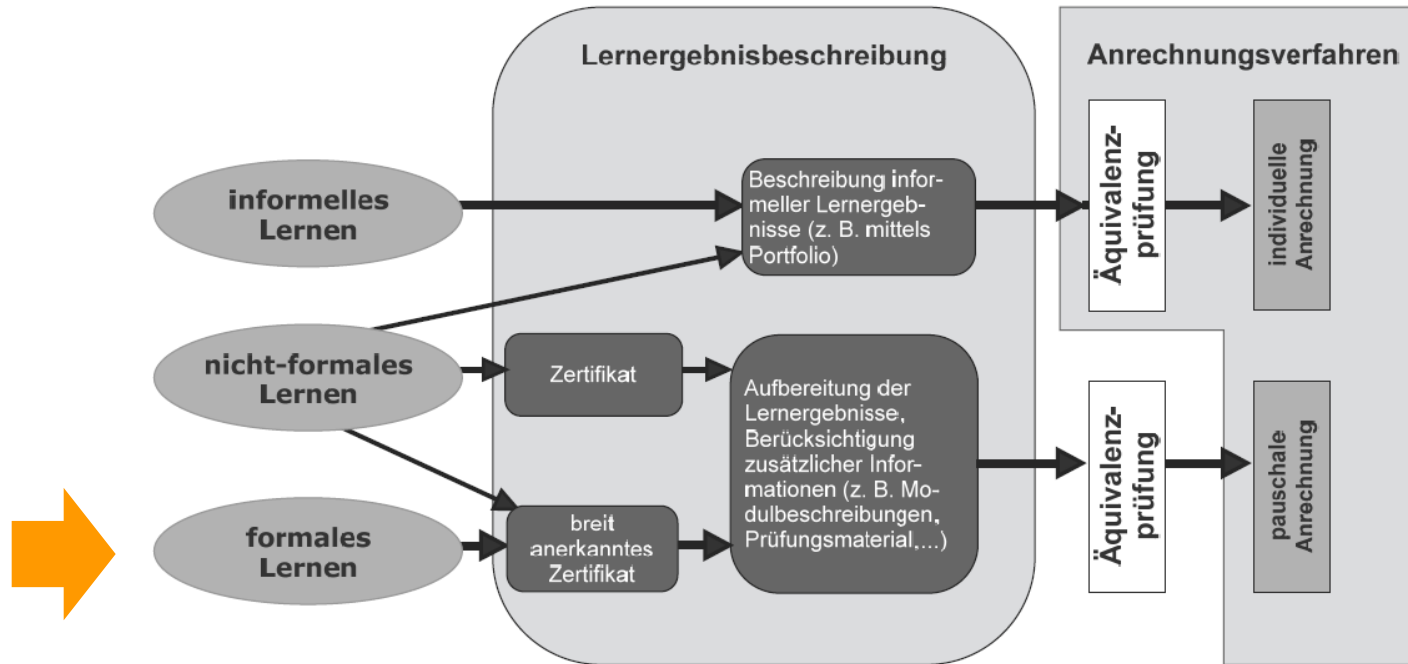 Lernergebnisbeschreibung
Anrechnungsverfahren
informelles
Lernen
Beschreibung infor-
meller Lernergeb-
nisse (z. B. mittels
Portfolio)
Äquivalenz-
prüfung
individuelle
Anrechnung
nicht-formales
Lernen
Zertifikat
Aufbereitung der
Lernergebnisse,
Berücksichtigung
zusätzlicher Infor-
mationen (z. B. Mo-
dulbeschreibungen,
Prüfungsmaterial,...)
Äquivalenz-
prüfung
pauschale
Anrechnung
formales
Lernen
breit
anerkanntes
Zertifikat